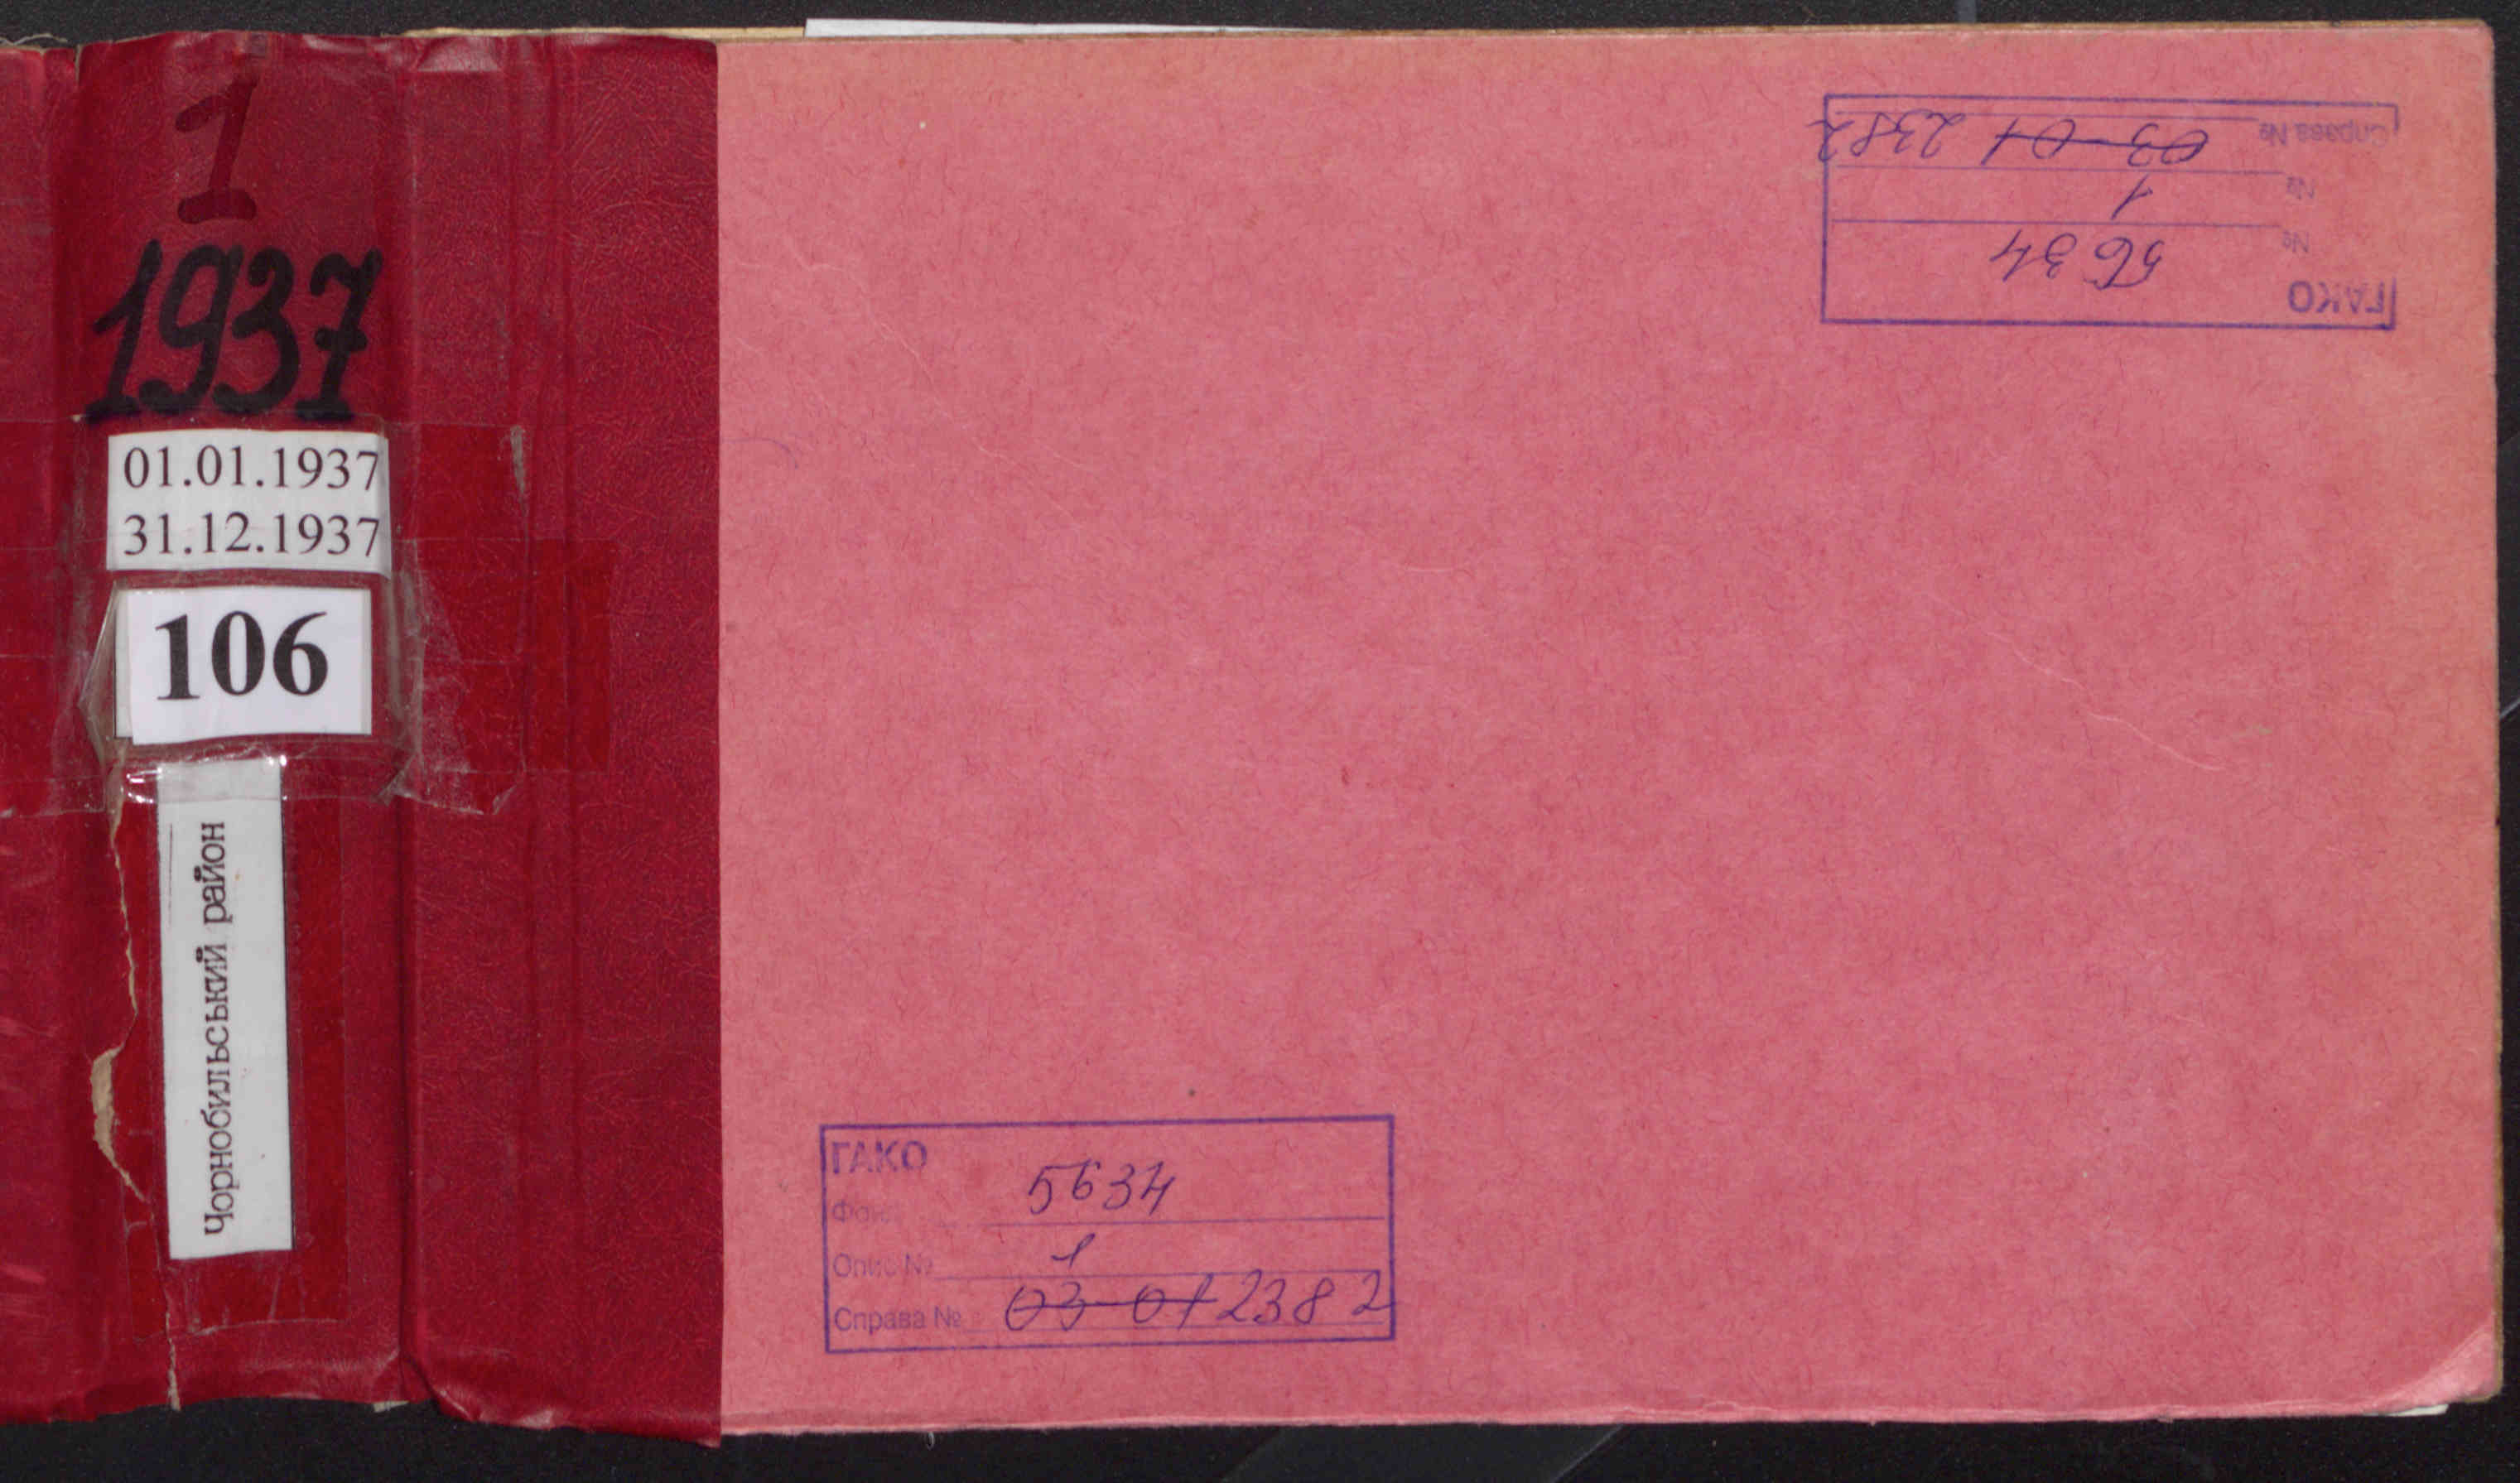 1
1937
01.01.1937
31.12.1937
106
Чорнобильський район
ГАКО
№ 5634
№ 1
Справа № 03-01 2382
ГАКО
Фонд 5634
Опис № 1
Справа № 03-01 2382